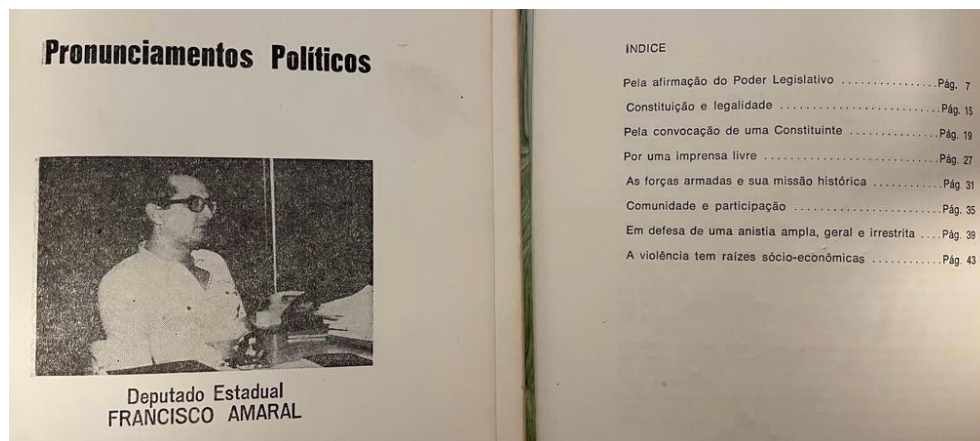 Pronunciamentos Políticos
Deputado Estadual
FRANCISCO AMARAL
INDICE
Pela afirmação do Poder Legislativo ................Pág. 7
Constituição e legalidade ...........................Pág. 15
Pela convocação de uma Constituinte ...............Pág. 19
Por uma imprensa livre .............................Pág. 27
As forças armadas e sua missão histórica ............Pág. 31
Comunidade e participação .........................Pág. 35
Em defesa de uma anistia ampla, geral e irrestrita ....Pág. 39
A violência tem raízes sócio-econômicas ............Pág. 43